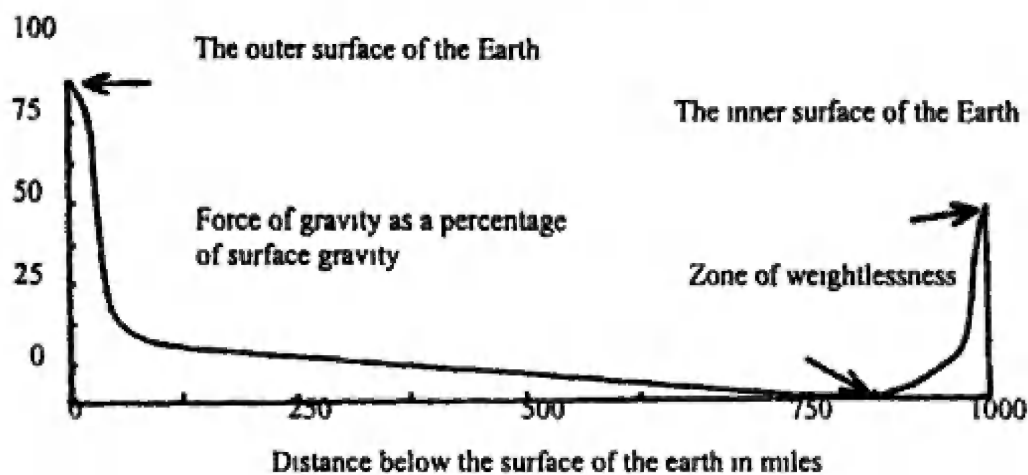 100
The outer surface of the Earth
75
The inner surface of the Earth
50
Force of gravity as a percentage
of surface gravity
25
Zone of weightlessness
0
0 250 500 750 1000
Distance below the surface of the earth in miles